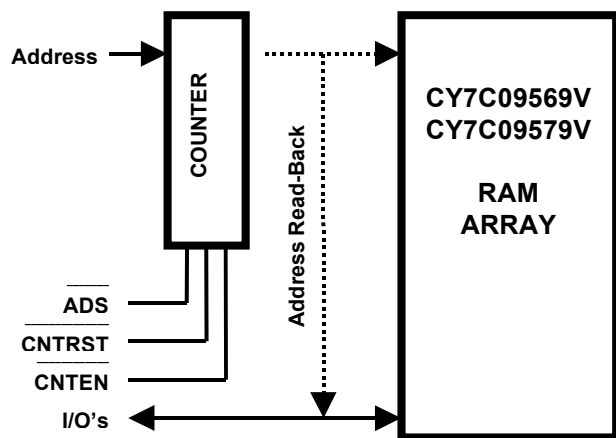 Address
COUNTER
CY7C09569V
CY7C09579V
RAM
ARRAY
Address Read-Back
ADS
CNTRST
CNTEN
I/O's